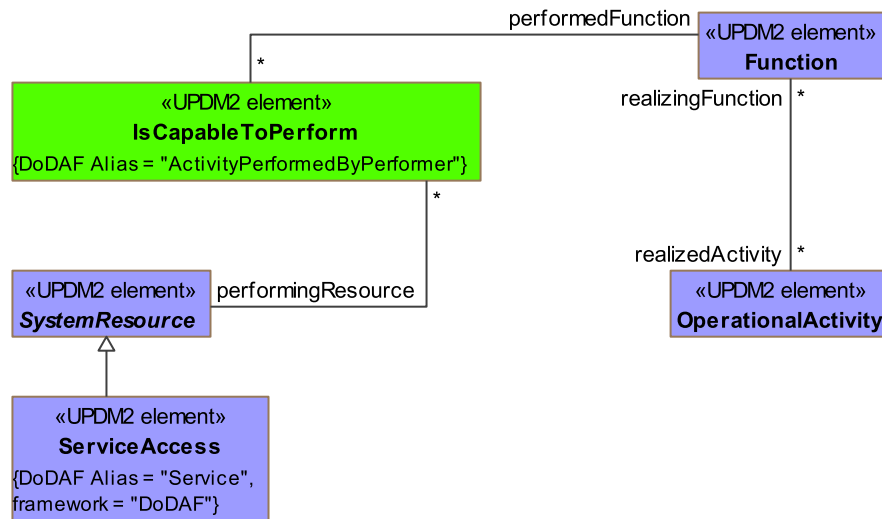 performedFunction
«UPDM2 element»
Function
*
«UPDM2 element»
IsCapableToPerform
{DoDAF Alias = "ActivityPerformedByPerformer"}
realizingFunction
*
*
realizedActivity
*
«UPDM2 element»
SystemResource
performingResource
«UPDM2 element»
OperationalActivity
«UPDM2 element»
ServiceAccess
{DoDAF Alias = "Service",
framework = "DoDAF"}